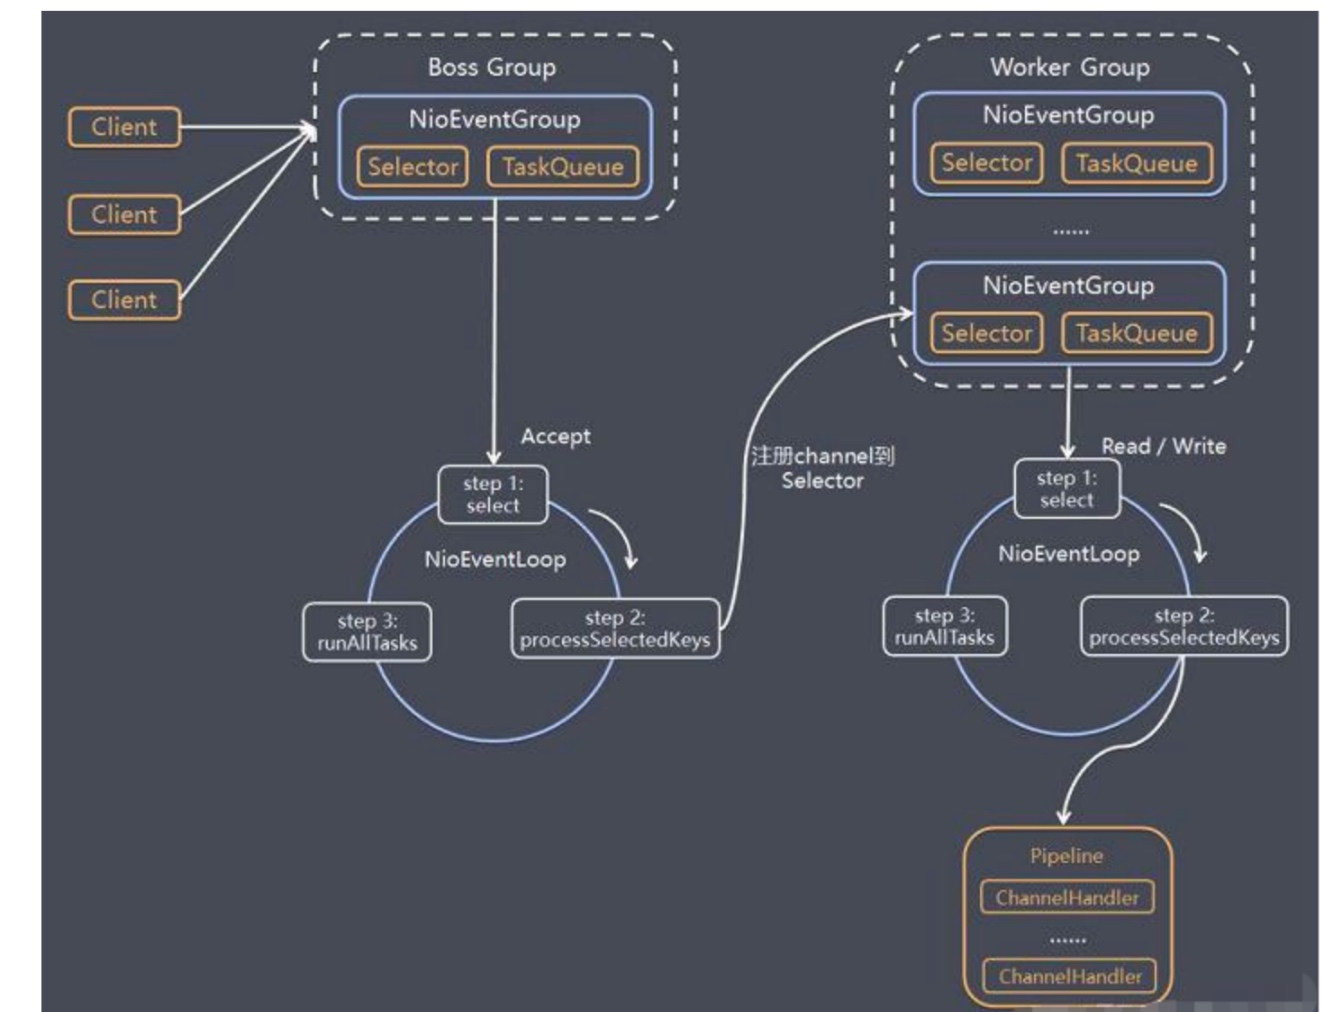 Boss Group
NioEventGroup
Selector
TaskQueue
Client
Client
Client
Accept
step 1:
select
NioEventLoop
step 2:
processSelectedKeys
step 3:
runAllTasks
注册channel到
Selector
Worker Group
NioEventGroup
Selector
TaskQueue
......
NioEventGroup
Selector
TaskQueue
Read / Write
step 1:
select
NioEventLoop
step 2:
processSelectedKeys
step 3:
runAllTasks
Pipeline
ChannelHandler
......
ChannelHandler